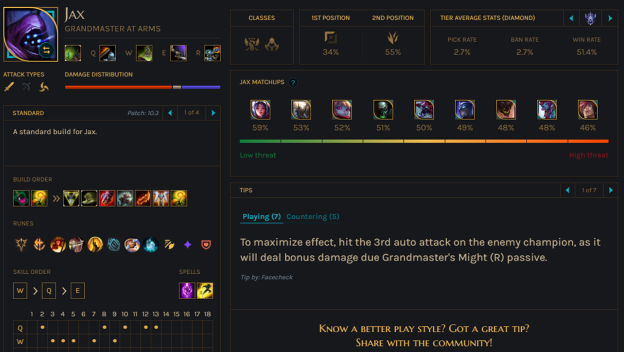 JAX
GRANDMASTER AT ARMS
Q W E R
ATTACK TYPES DAMAGE DISTRIBUTION
STANDARD Patch: 10.3 1 of 4
A standard build for Jax.
BUILD ORDER
RUNES
SKILL ORDER SPELLS
W > Q > E
1 2 3 4 5 6 7 8 9 10 11 12 13 14 15 16 17 18
Q
W
CLASSES 1ST POSITION 2ND POSITION TIER AVERAGE STATS (DIAMOND)
34% 55%
PICK RATE BAN RATE WIN RATE
2.7% 2.7% 51.4%
JAX MATCHUPS ?
59% 53% 52% 51% 50% 49% 48% 48% 46%
Low threat High threat
TIPS 1 of 7
Playing (7) Countering (5)
To maximize effect, hit the 3rd auto attack on the enemy champion, as it
will deal bonus damage due Grandmaster's Might (R) passive.
Tip by: Fazecheck
KNOW A BETTER PLAY STYLE? GOT A GREAT TIP?
SHARE WITH THE COMMUNITY!